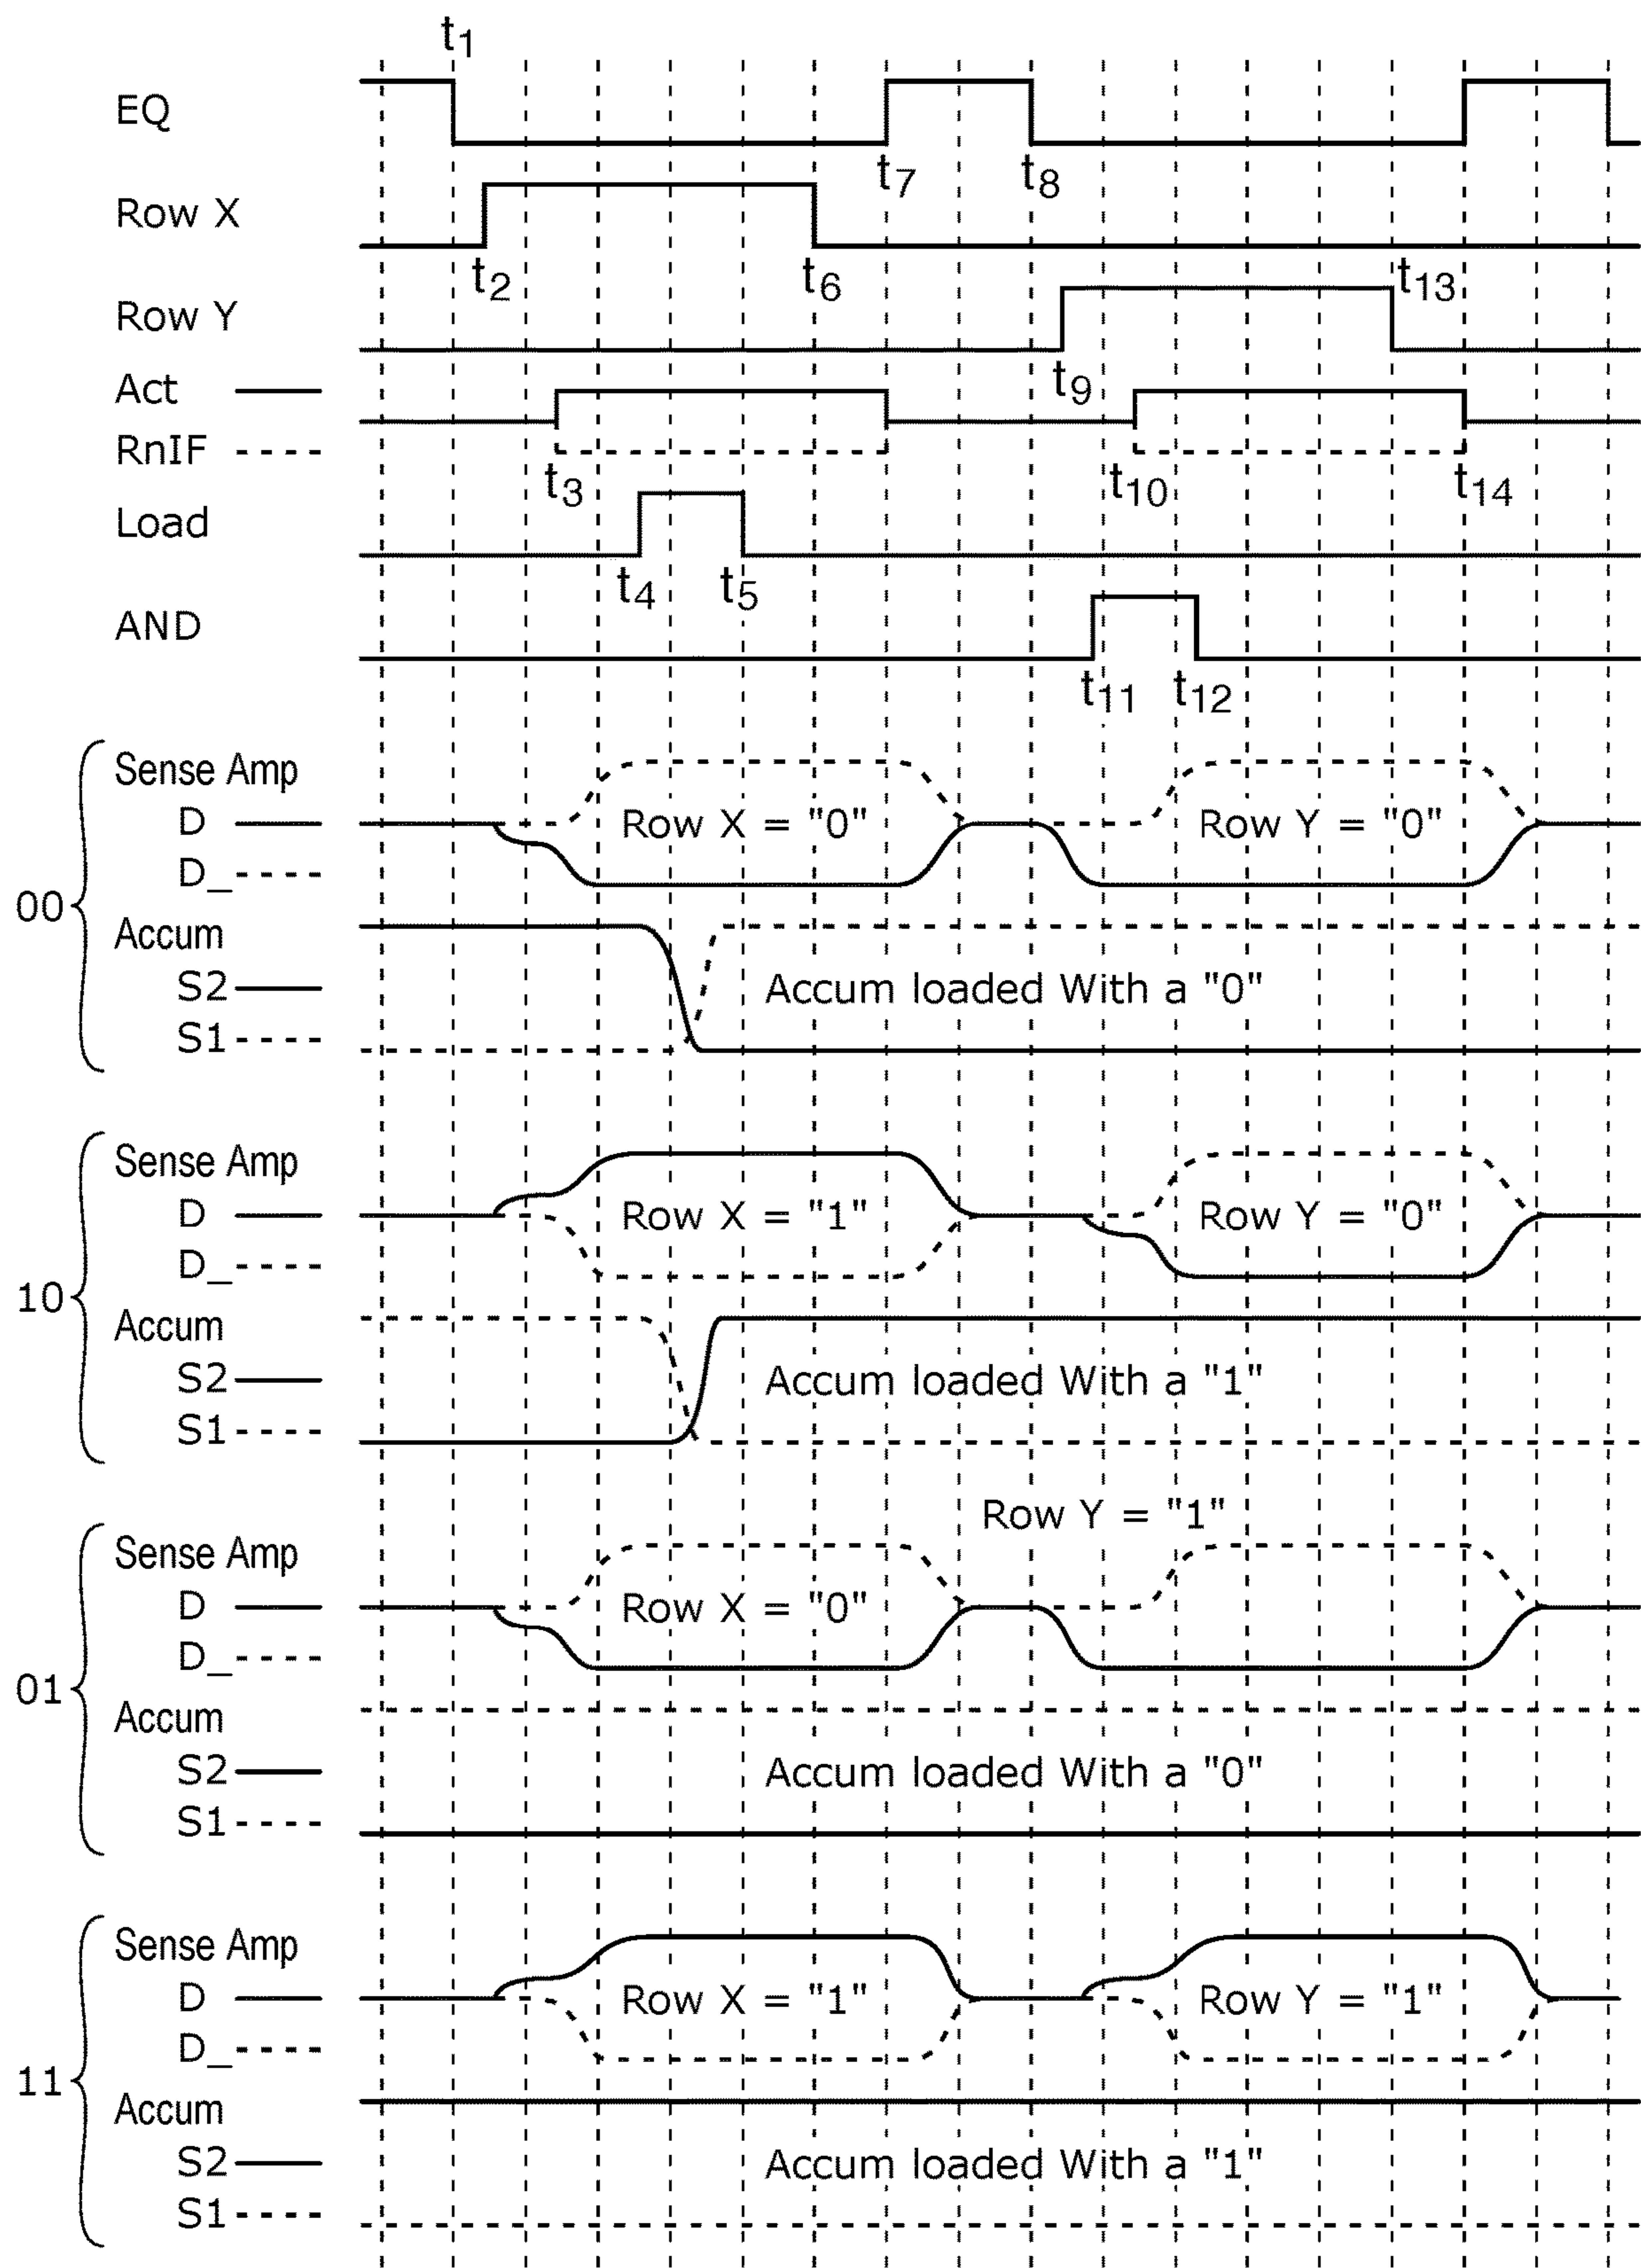 t1
EQ
t7 t8
Row X
t2 t6 t13
Row Y
t9
Act
RnIF
t3 t10 t14
Load
t4 t5
AND
t11 t12
00
Sense Amp
D Row X = "0" Row Y = "0"
D_
Accum
S2 Accum loaded With a "0"
S1
10
Sense Amp
D Row X = "1" Row Y = "0"
D_
Accum
S2 Accum loaded With a "1"
S1
Row Y = "1"
01
Sense Amp
D Row X = "0"
D_
Accum
S2 Accum loaded With a "0"
S1
11
Sense Amp
D Row X = "1" Row Y = "1"
D_
Accum
S2 Accum loaded With a "1"
S1